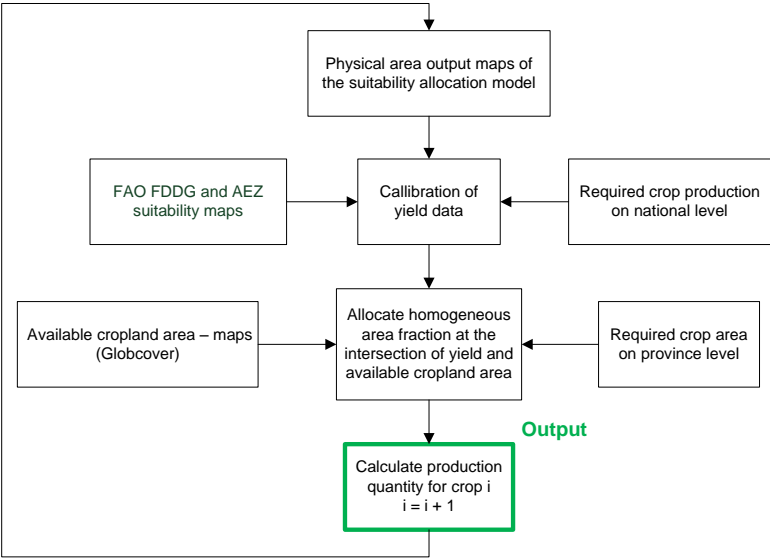 Physical area output maps of
the suitability allocation model
FAO FDDG and AEZ
suitability maps
Callibration of
yield data
Required crop production
on national level
Available cropland area – maps
(Globcover)
Allocate homogeneous
area fraction at the
intersection of yield and
available cropland area
Required crop area
on province level
Output
Calculate production
quantity for crop i
i = i + 1